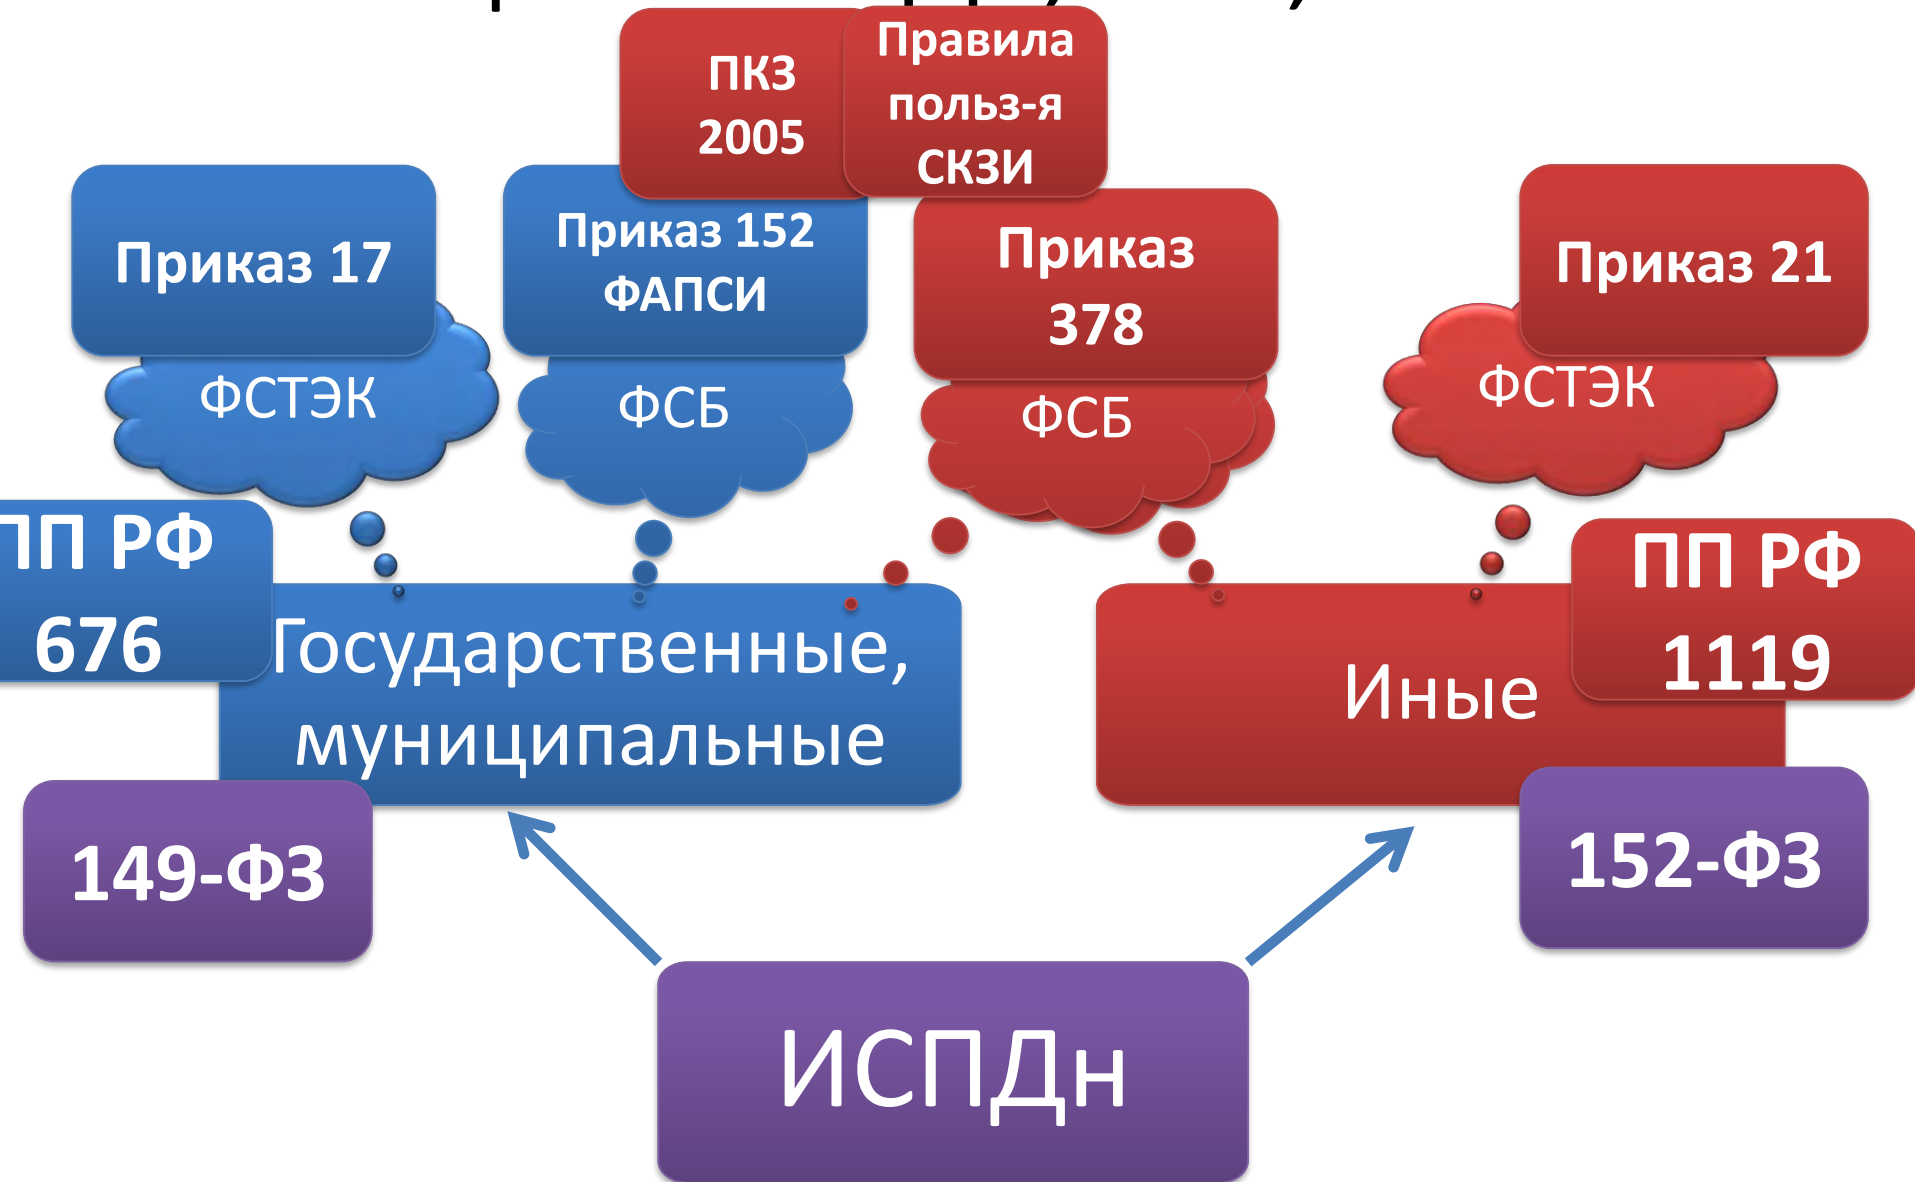 ПКЗ
2005
Правила
польз-я
СКЗИ
Приказ 17
Приказ 152
ФАПСИ
Приказ
378
Приказ 21
ФСТЭК
ФСБ
ФСБ
ФСТЭК
ПП РФ
676
Государственные,
муниципальные
Иные
ПП РФ
1119
149-ФЗ
152-ФЗ
ИСПДн